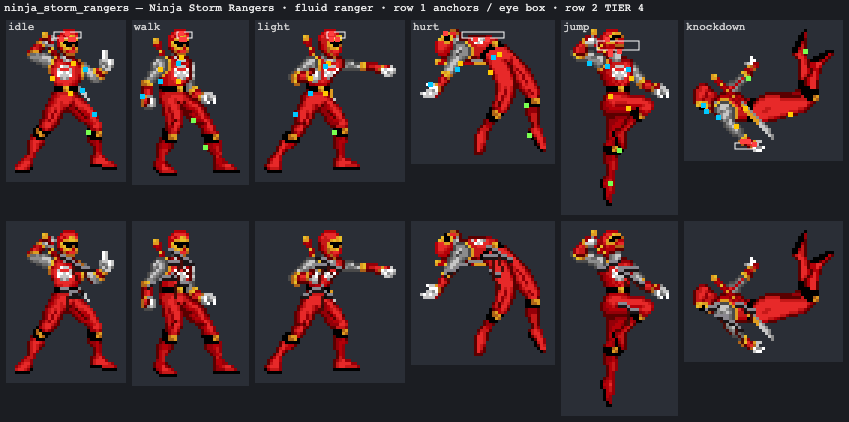 ninja_storm_rangers — Ninja Storm Rangers · fluid ranger · row 1 anchors / eye box · row 2 TIER 4
idle
walk
light
hurt
jump
knockdown